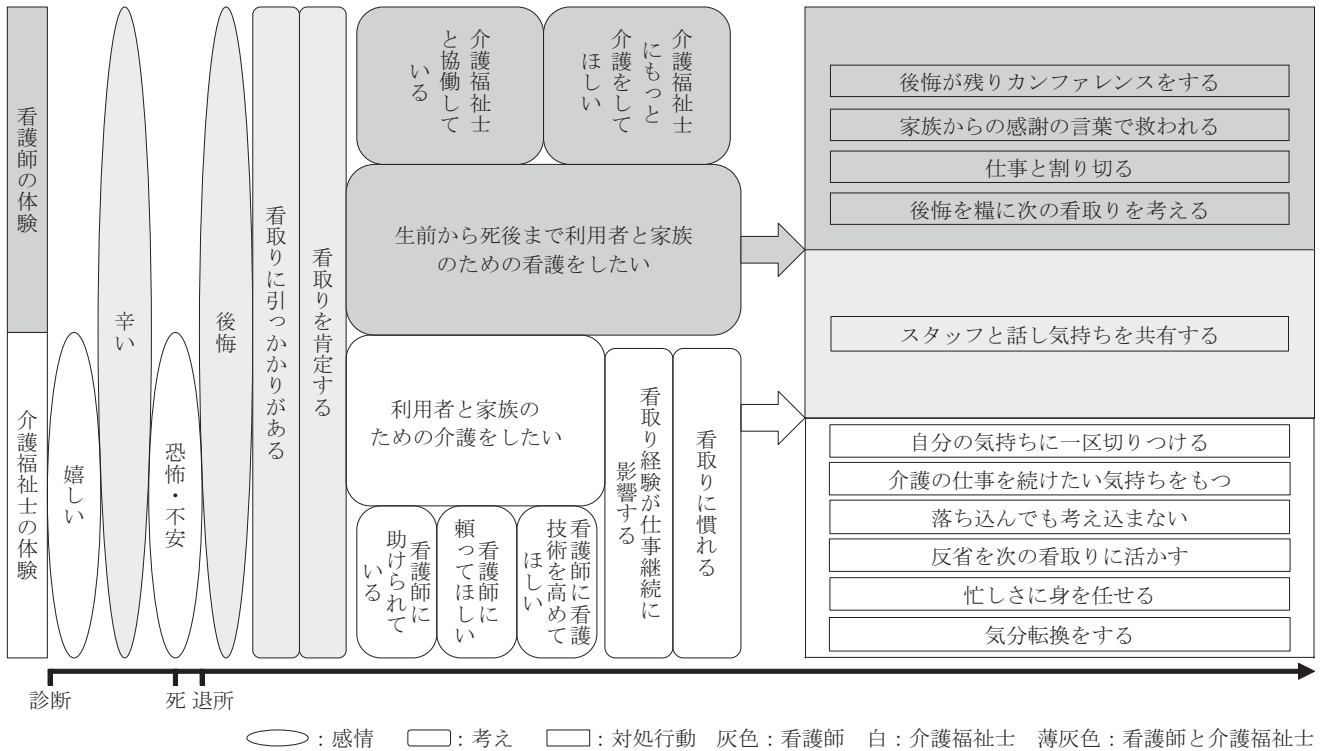 看護師の体験
介護福祉士の体験
嬉しい
辛い
恐怖・不安
後悔
看取りに引っかかりがある
看取りを肯定する
介護福祉士
と協働して
いる
介護福祉士
にもっと
介護をして
ほしい
生前から死後まで利用者と家族
のための看護をしたい
利用者と家族の
ための介護をしたい
看護師に
助けられて
いる
看護師に
頼ってほしい
看護師に看護
技術を高めて
ほしい
看取り経験が仕事継続に
影響する
看取りに慣れる
後悔が残りカンファレンスをする
家族からの感謝の言葉で救われる
仕事と割り切る
後悔を糧に次の看取りを考える
スタッフと話し気持ちを共有する
自分の気持ちに一区切りつける
介護の仕事を続けたい気持ちをもつ
落ち込んでも考え込まない
反省を次の看取りに活かす
忙しさに身を任せる
気分転換をする
診断 死 退所
:感情 :考え :対処行動 灰色:看護師 白:介護福祉士 薄灰色:看護師と介護福祉士